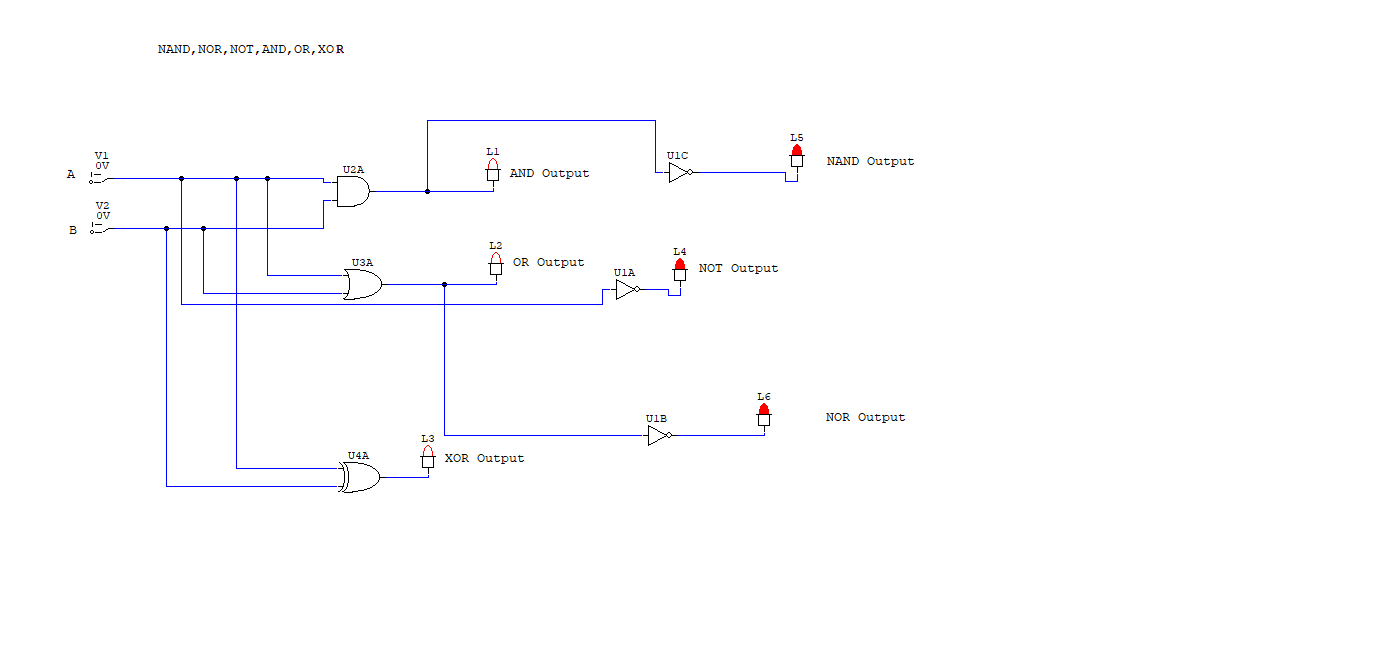 NAND,NOR,NOT,AND,OR,XOR
L5
NAND Output
L1
AND Output
U1C
V1
0V
A
U2A
V2
0V
B
L2
OR Output
L4
NOT Output
U3A
U1A
L6
NOR Output
U1B
L3
XOR Output
U4A